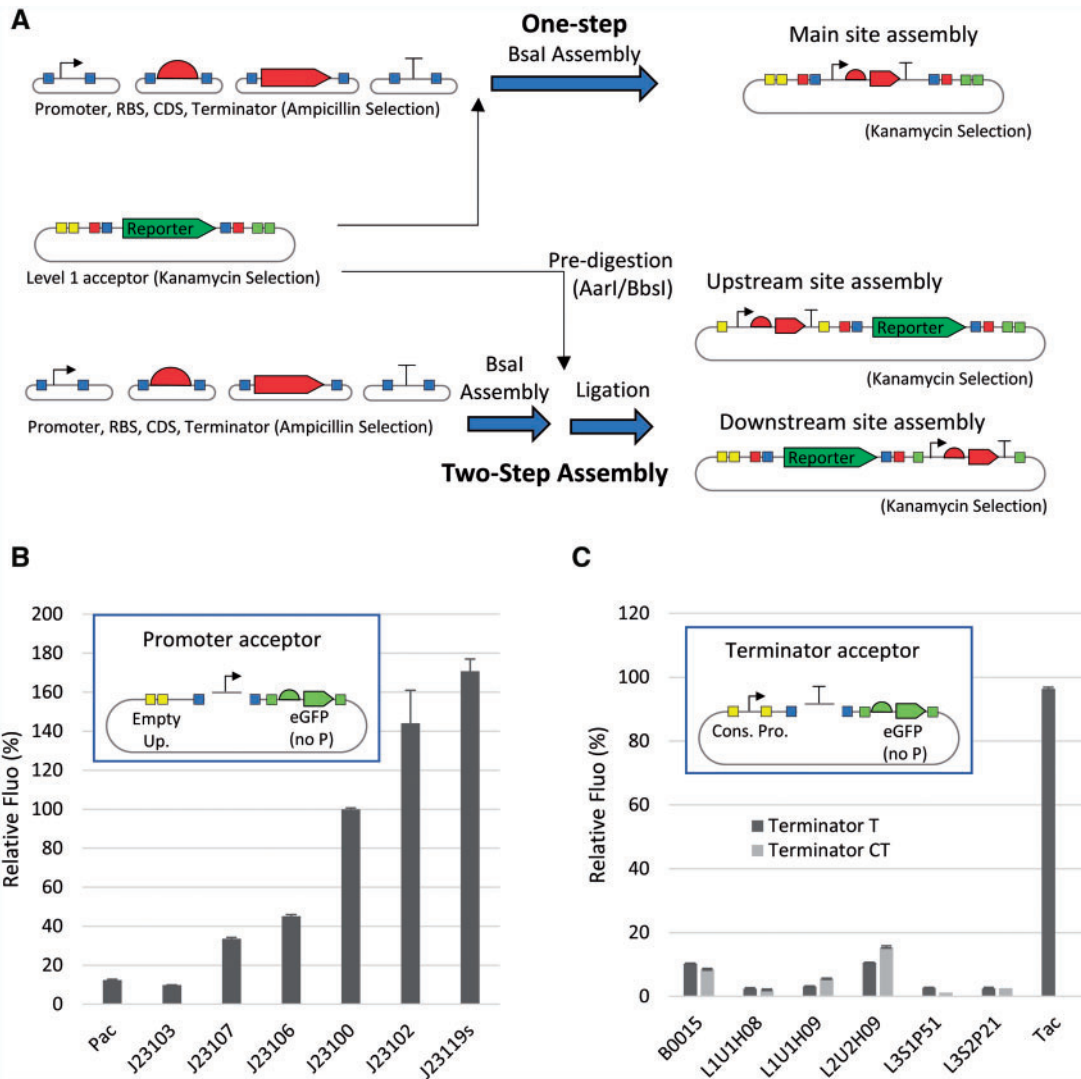 A
One-step
BsaI Assembly
Main site assembly
Promoter, RBS, CDS, Terminator (Ampicillin Selection)
(Kanamycin Selection)
Reporter
Level 1 acceptor (Kanamycin Selection)
Pre-digestion
(AarI/BbsI)
Upstream site assembly
Reporter
(Kanamycin Selection)
BsaI
Assembly
Ligation
Promoter, RBS, CDS, Terminator (Ampicillin Selection)
Two-Step Assembly
Downstream site assembly
Reporter
(Kanamycin Selection)
B
Relative Fluo (%)
200
180
160
140
120
100
80
60
40
20
0
Promoter acceptor
Empty
Up.
eGFP
(no P)
Pac
J23103
J23107
J23106
J23100
J23102
J23119s
C
Relative Fluo (%)
120
100
80
60
40
20
0
Terminator acceptor
Cons. Pro.
eGFP
(no P)
Terminator T
Terminator CT
B0015
L1U1H08
L1U1H09
L2U2H09
L3S1P51
L3S2P21
Tac